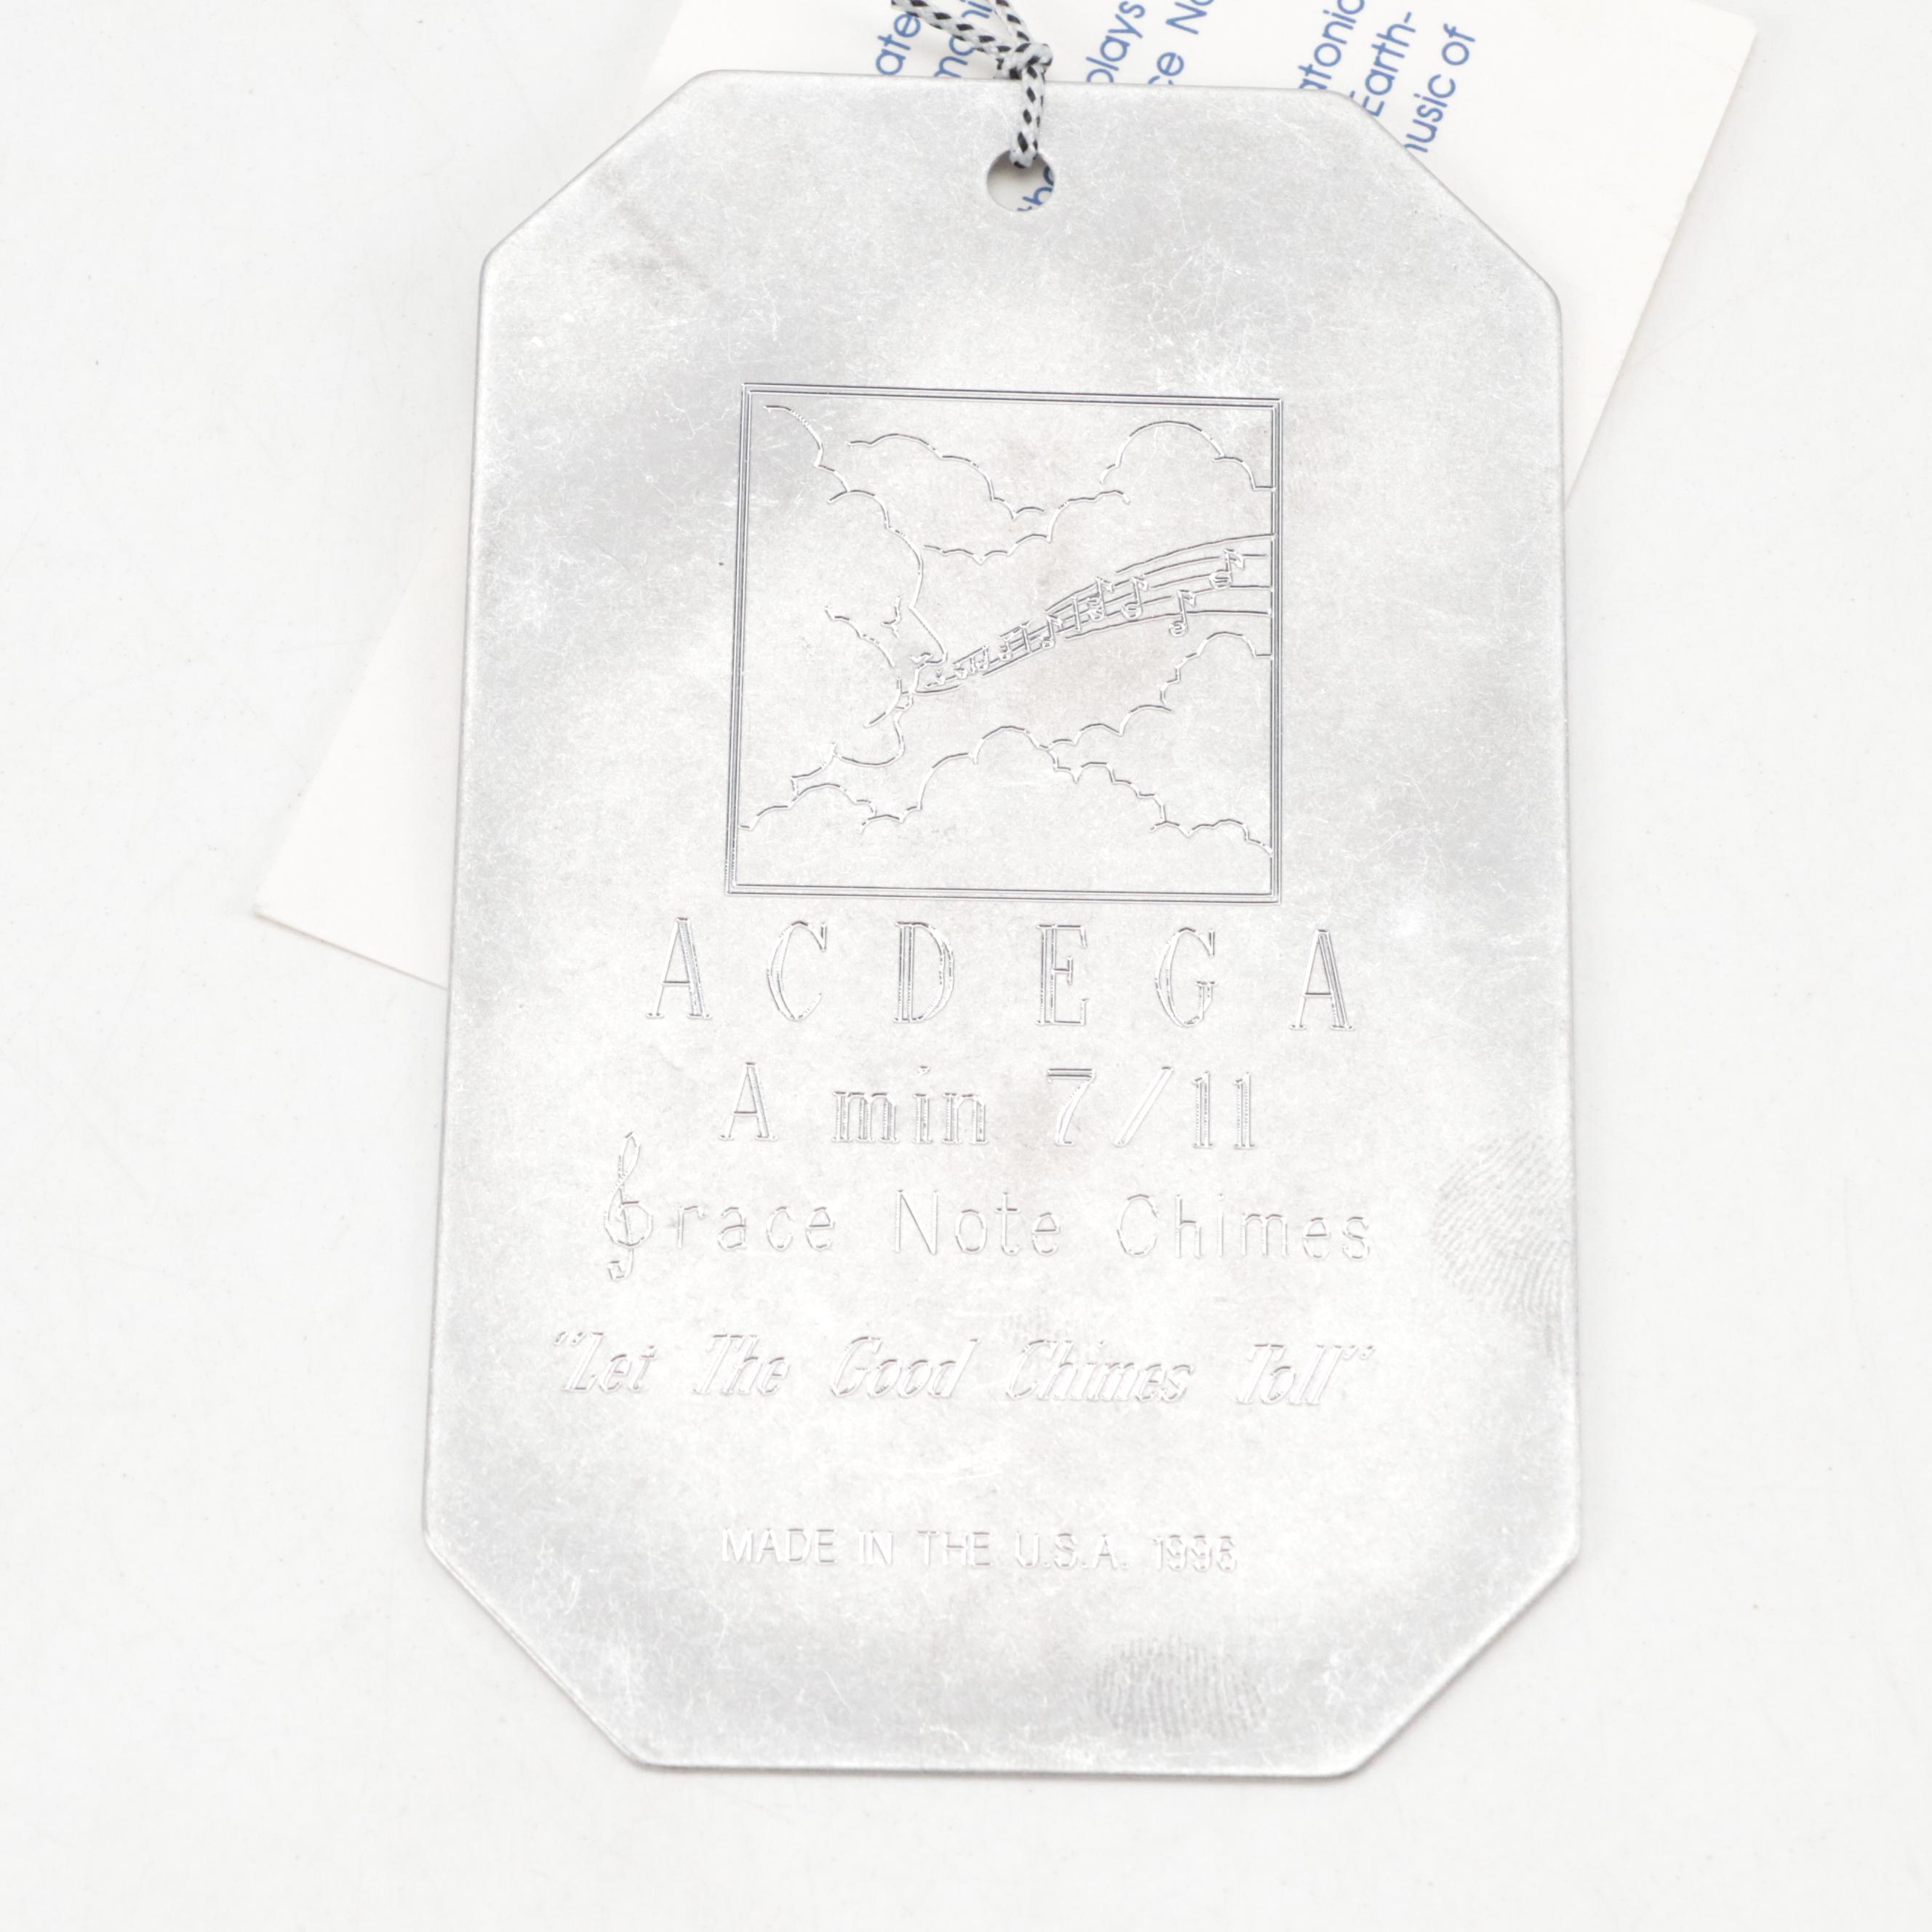 plays
Earth-
music of
A C D E G A
A min 7/11
Grace Note Chimes
"Let The Good Chimes Toll"
MADE IN THE U.S.A. 1996